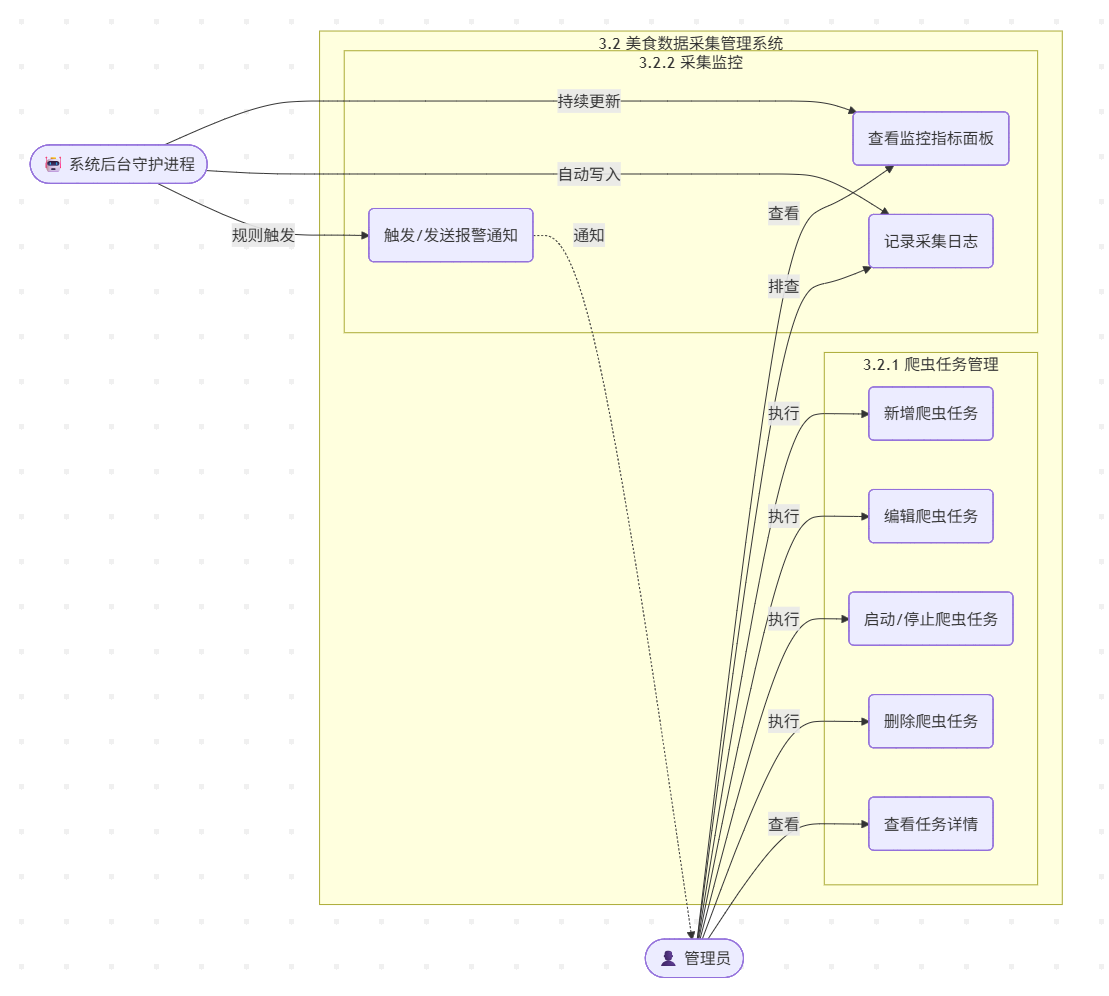 3.2 美食数据采集管理系统
3.2.2 采集监控
持续更新
查看监控指标面板
系统后台守护进程
自动写入
查看
规则触发
触发/发送报警通知
通知
记录采集日志
排查
3.2.1 爬虫任务管理
执行
新增爬虫任务
执行
编辑爬虫任务
执行
启动/停止爬虫任务
执行
删除爬虫任务
查看
查看任务详情
管理员